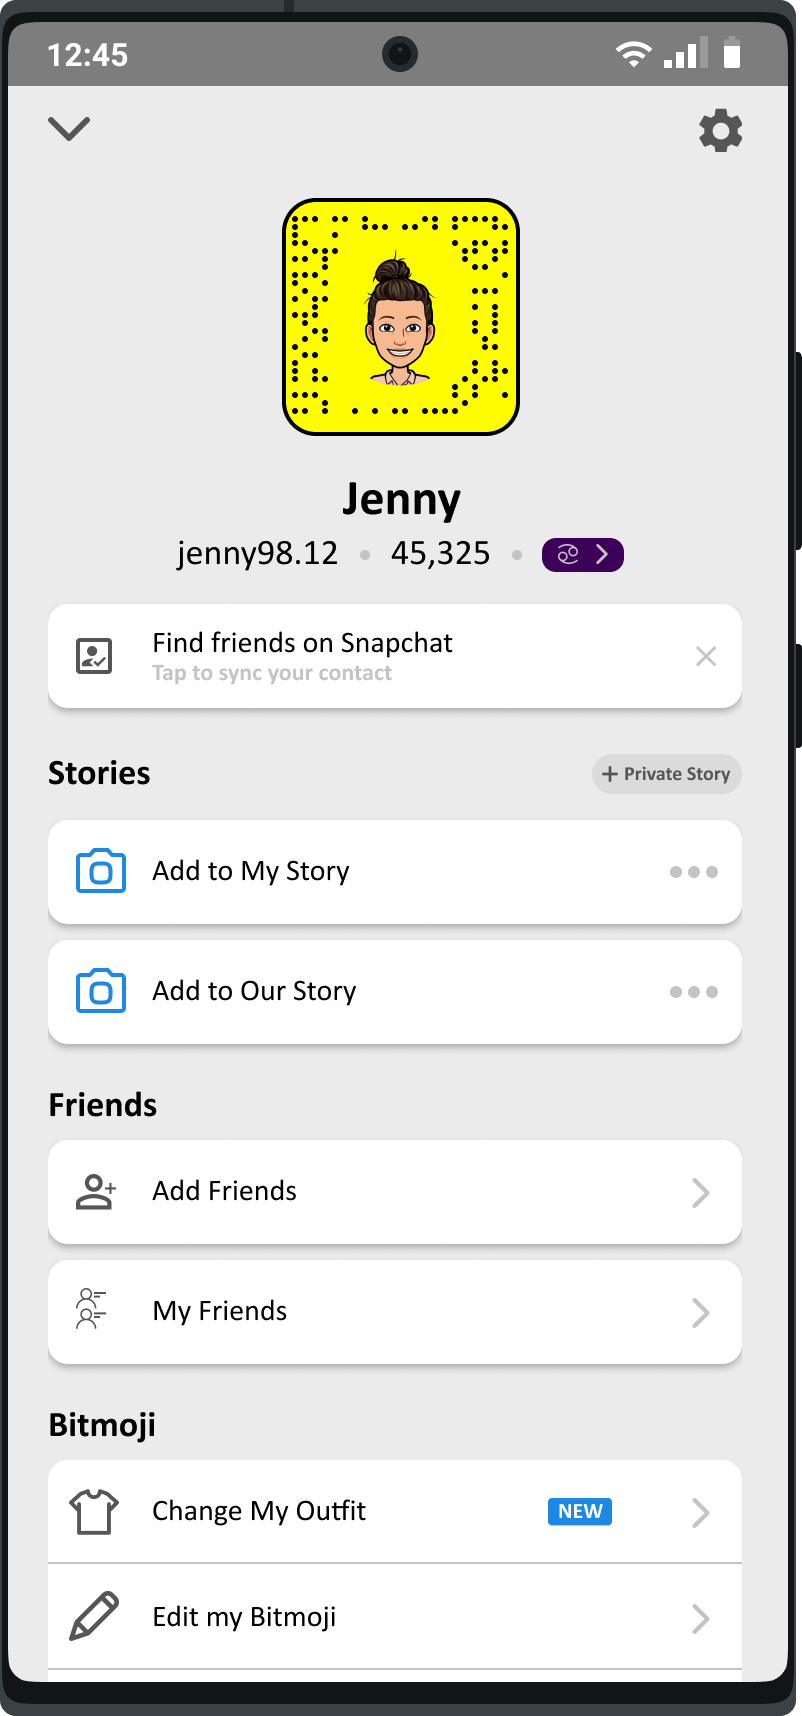 12:45
Jenny
jenny98.12 • 45,325 •
Find friends on Snapchat
Tap to sync your contact
Stories
+ Private Story
Add to My Story
Add to Our Story
Friends
Add Friends
My Friends
Bitmoji
Change My Outfit
NEW
Edit my Bitmoji